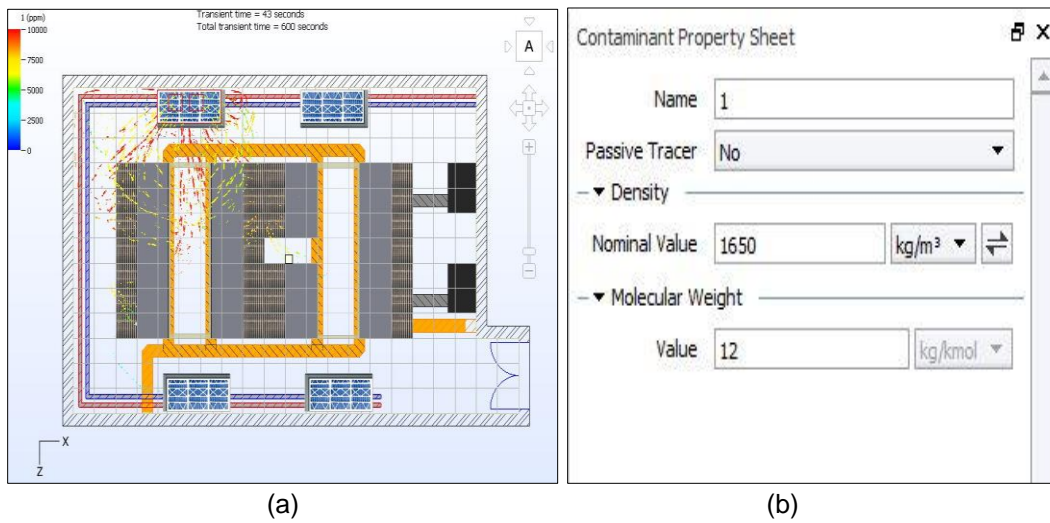 1 (ppm)
10000
7500
5000
2500
0
Transient time = 43 seconds
Total transient time = 600 seconds
A
X
Z
(a)
Contaminant Property Sheet
Name 1
Passive Tracer No
Density
Nominal Value 1650 kg/m³
Molecular Weight
Value 12 kg/kmol
(b)